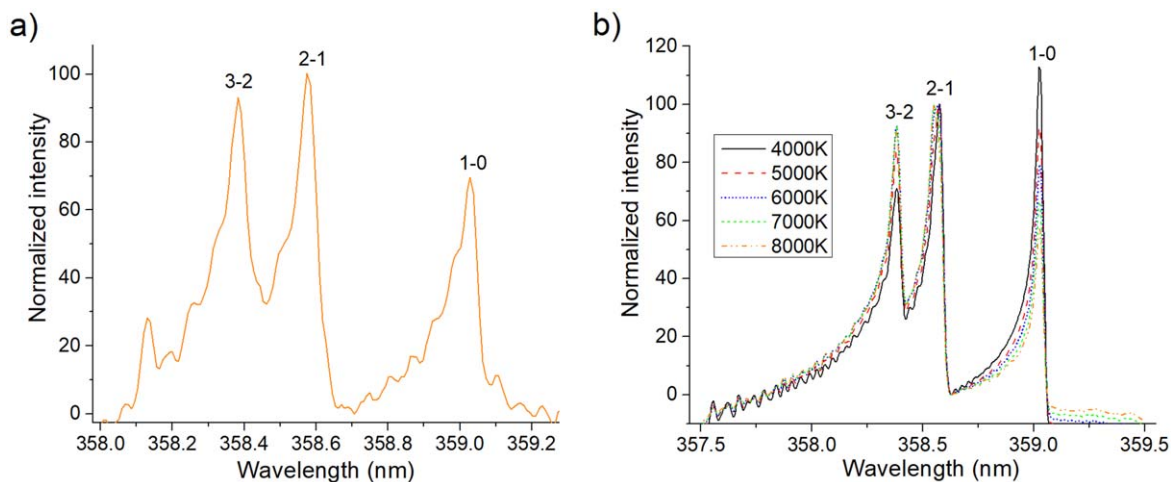 a)
Normalized intensity
100
80
60
40
20
0
3-2
2-1
1-0
358.0 358.2 358.4 358.6 358.8 359.0 359.2
Wavelength (nm)
b)
Normalized intensity
120
100
80
60
40
20
0
3-2
2-1
1-0
4000K
5000K
6000K
7000K
8000K
357.5 358.0 358.5 359.0 359.5
Wavelength (nm)